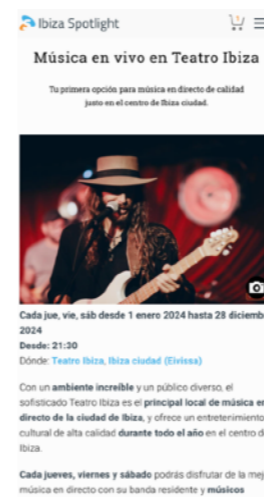 Ibiza Spotlight
Música en vivo en Teatro Ibiza
Tu primera opción para música en directo de calidad
justo en el centro de Ibiza ciudad.
Cada jue, vie, sáb desde 1 enero 2024 hasta 28 diciemb
2024
Desde: 21:30
Dónde: Teatro Ibiza, Ibiza ciudad (Eivissa)
Con un ambiente increíble y un público diverso, el
sofisticado Teatro Ibiza es el principal local de música en
directo de la ciudad de Ibiza, y ofrece un entretenimiento
cultural de alta calidad durante todo el año en el centro d
Ibiza.
Cada jueves, viernes y sábado podrás disfrutar de la mej
música en directo con su banda residente y músicos